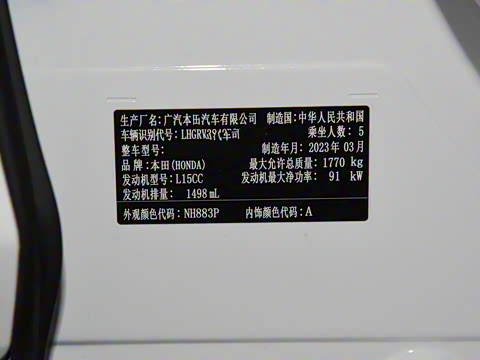 生产厂名:广汽本田汽车有限公司 制造国:中华人民共和国
车辆识别代号: 乘坐人数: 5
整车型号: 制造年月:2023年03月
品牌:本田(HONDA) 最大允许总质量:1770 kg
发动机型号:L15CC 发动机最大净功率: 91 kW
发动机排量: 1498 mL
外观颜色代码:NH883P 内饰颜色代码:A